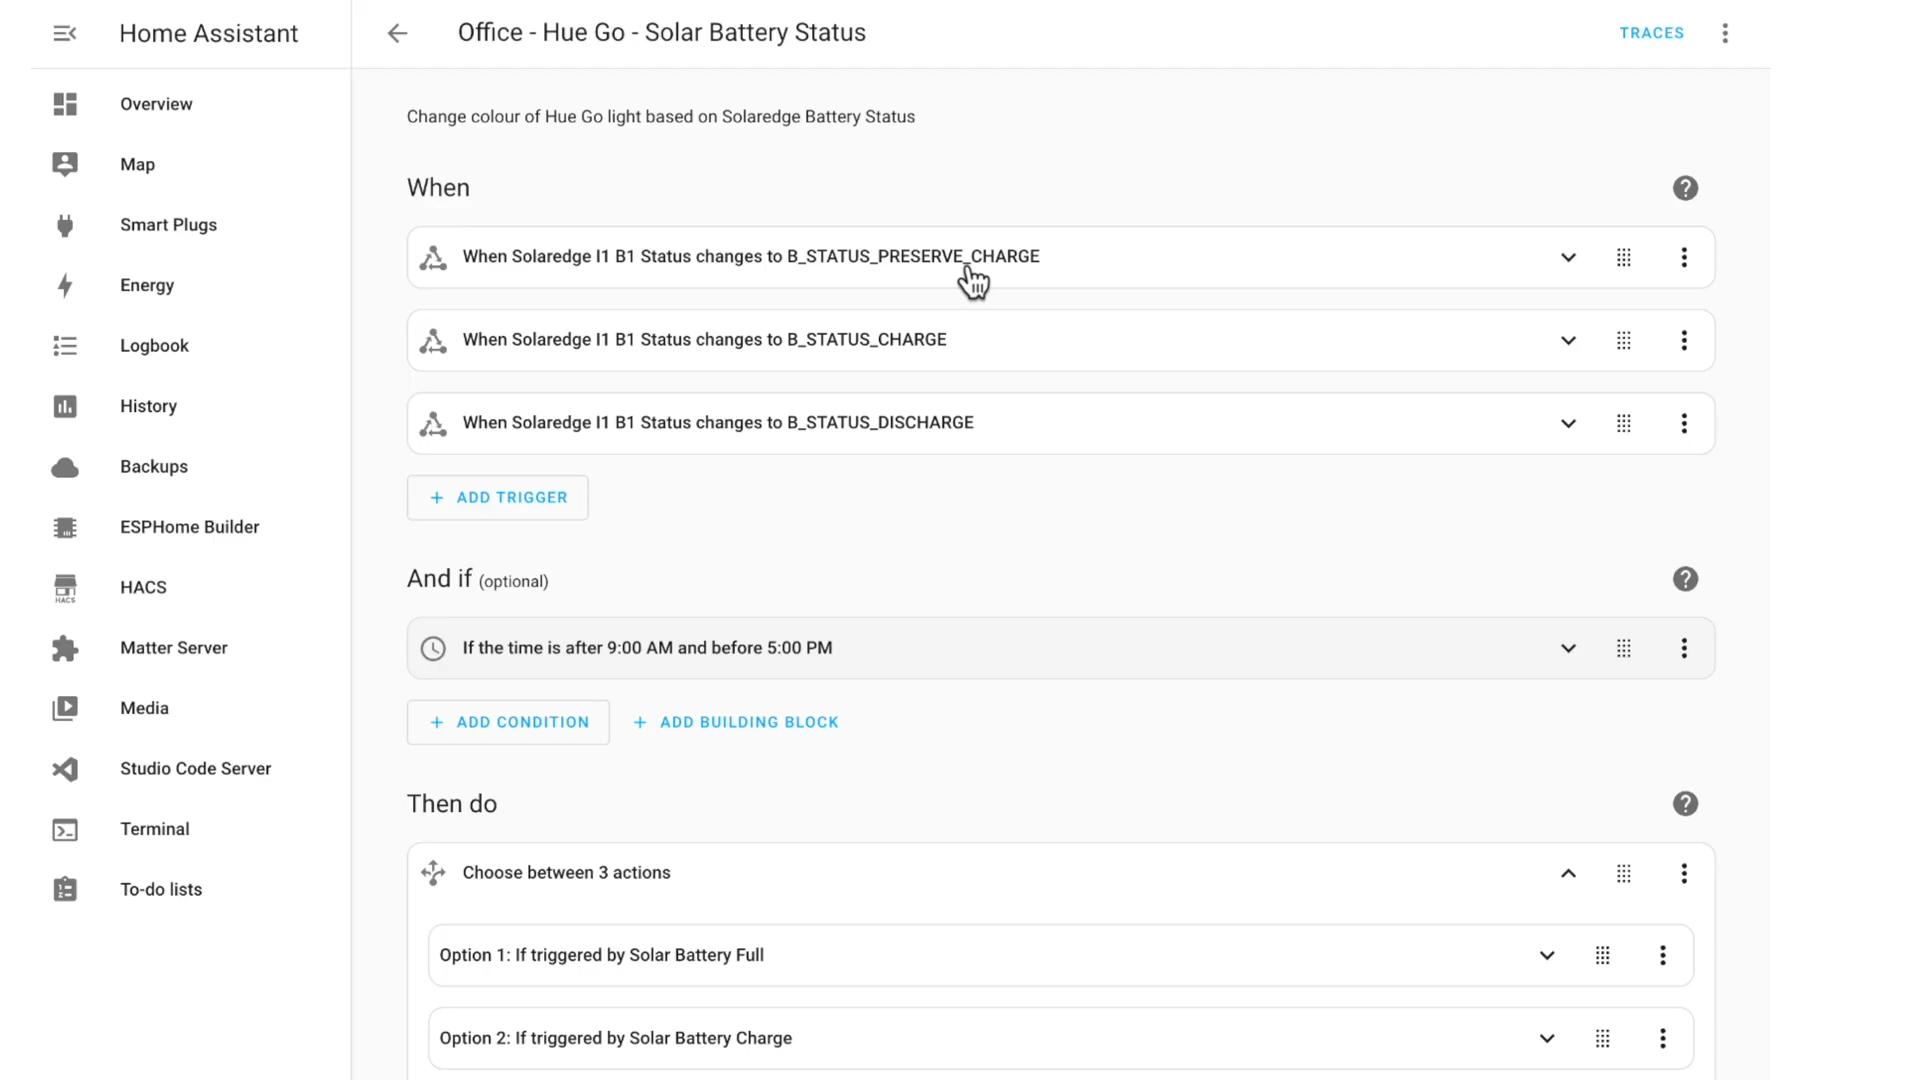 Home Assistant
Overview
Map
Smart Plugs
Energy
Logbook
History
Backups
ESPHome Builder
HACS
HACS
Matter Server
Media
Studio Code Server
Terminal
To-do lists
Office - Hue Go - Solar Battery Status
TRACES
Change colour of Hue Go light based on Solaredge Battery Status
When
When Solaredge I1 B1 Status changes to B_STATUS_PRESERVE_CHARGE
When Solaredge I1 B1 Status changes to B_STATUS_CHARGE
When Solaredge I1 B1 Status changes to B_STATUS_DISCHARGE
+ ADD TRIGGER
And if (optional)
If the time is after 9:00 AM and before 5:00 PM
+ ADD CONDITION + ADD BUILDING BLOCK
Then do
Choose between 3 actions
Option 1: If triggered by Solar Battery Full
Option 2: If triggered by Solar Battery Charge